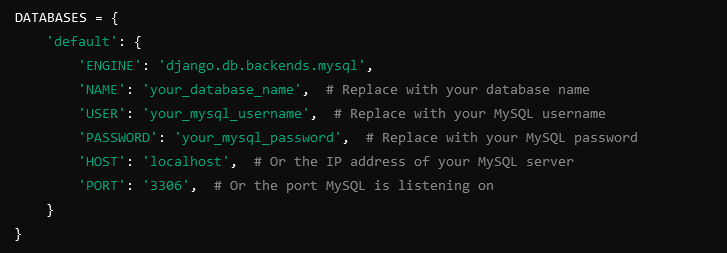 DATABASES = {
    'default': {
        'ENGINE': 'django.db.backends.mysql',
        'NAME': 'your_database_name',  # Replace with your database name
        'USER': 'your_mysql_username',  # Replace with your MySQL username
        'PASSWORD': 'your_mysql_password',  # Replace with your MySQL password
        'HOST': 'localhost',  # Or the IP address of your MySQL server
        'PORT': '3306',  # Or the port MySQL is listening on
    }
}